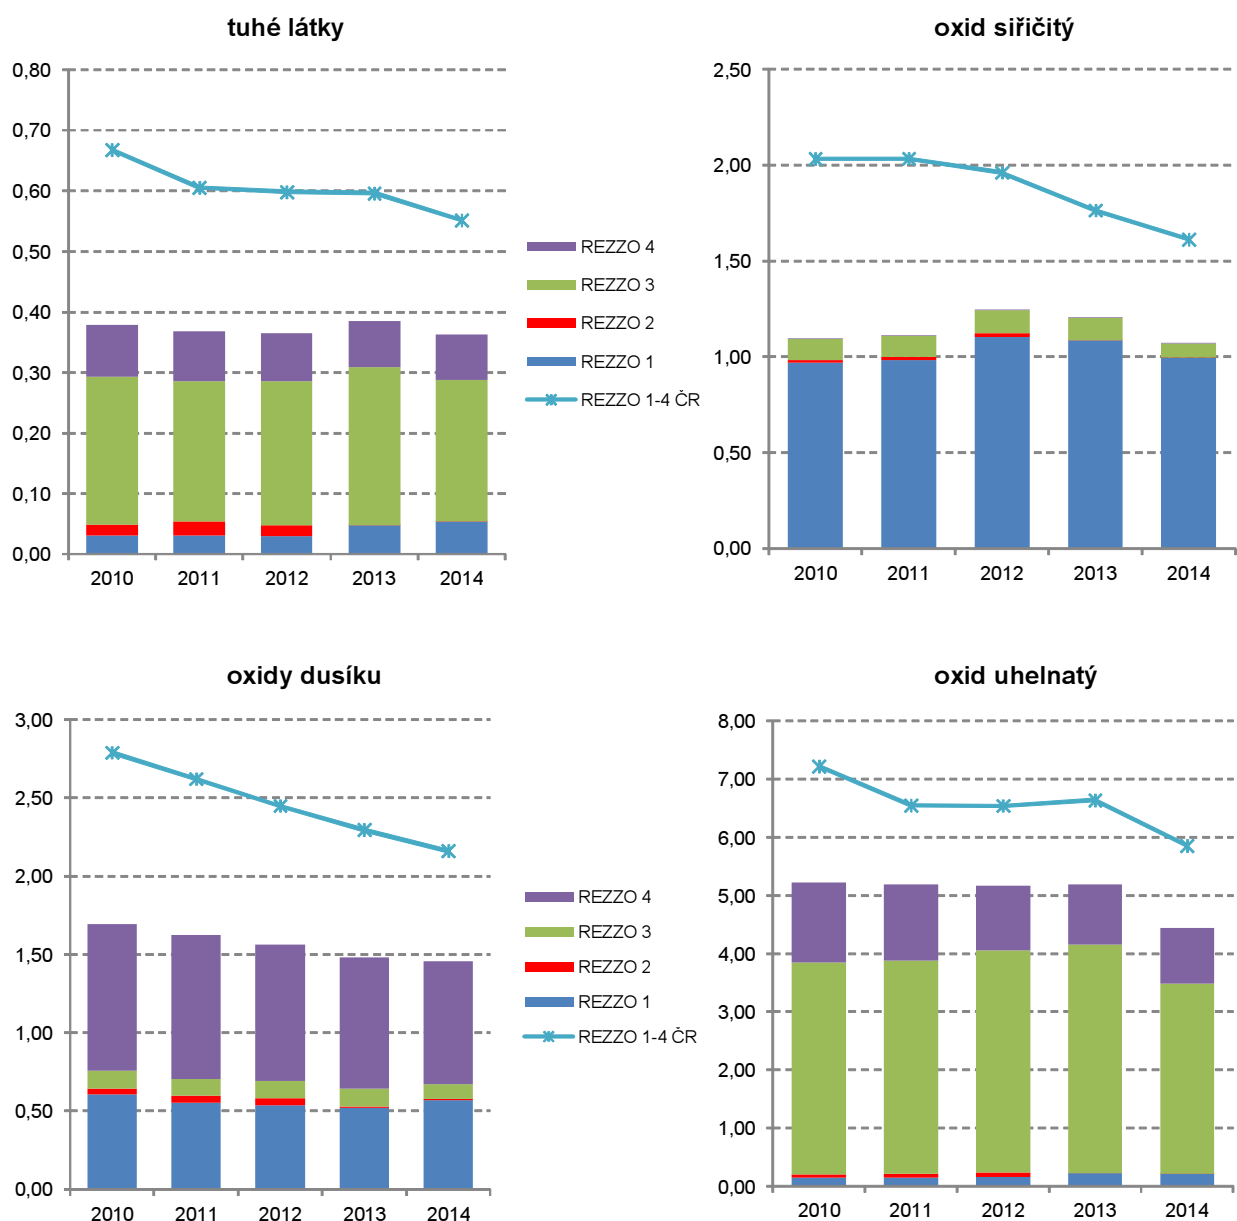 tuhé látky
0,80
0,70
0,60
0,50
0,40
0,30
0,20
0,10
0,00
2010 2011 2012 2013 2014
REZZO 4
REZZO 3
REZZO 2
REZZO 1
REZZO 1-4 ČR
oxid siřičitý
2,50
2,00
1,50
1,00
0,50
0,00
2010 2011 2012 2013 2014
oxidy dusíku
3,00
2,50
2,00
1,50
1,00
0,50
0,00
2010 2011 2012 2013 2014
REZZO 4
REZZO 3
REZZO 2
REZZO 1
REZZO 1-4 ČR
oxid uhelnatý
8,00
7,00
6,00
5,00
4,00
3,00
2,00
1,00
0,00
2010 2011 2012 2013 2014